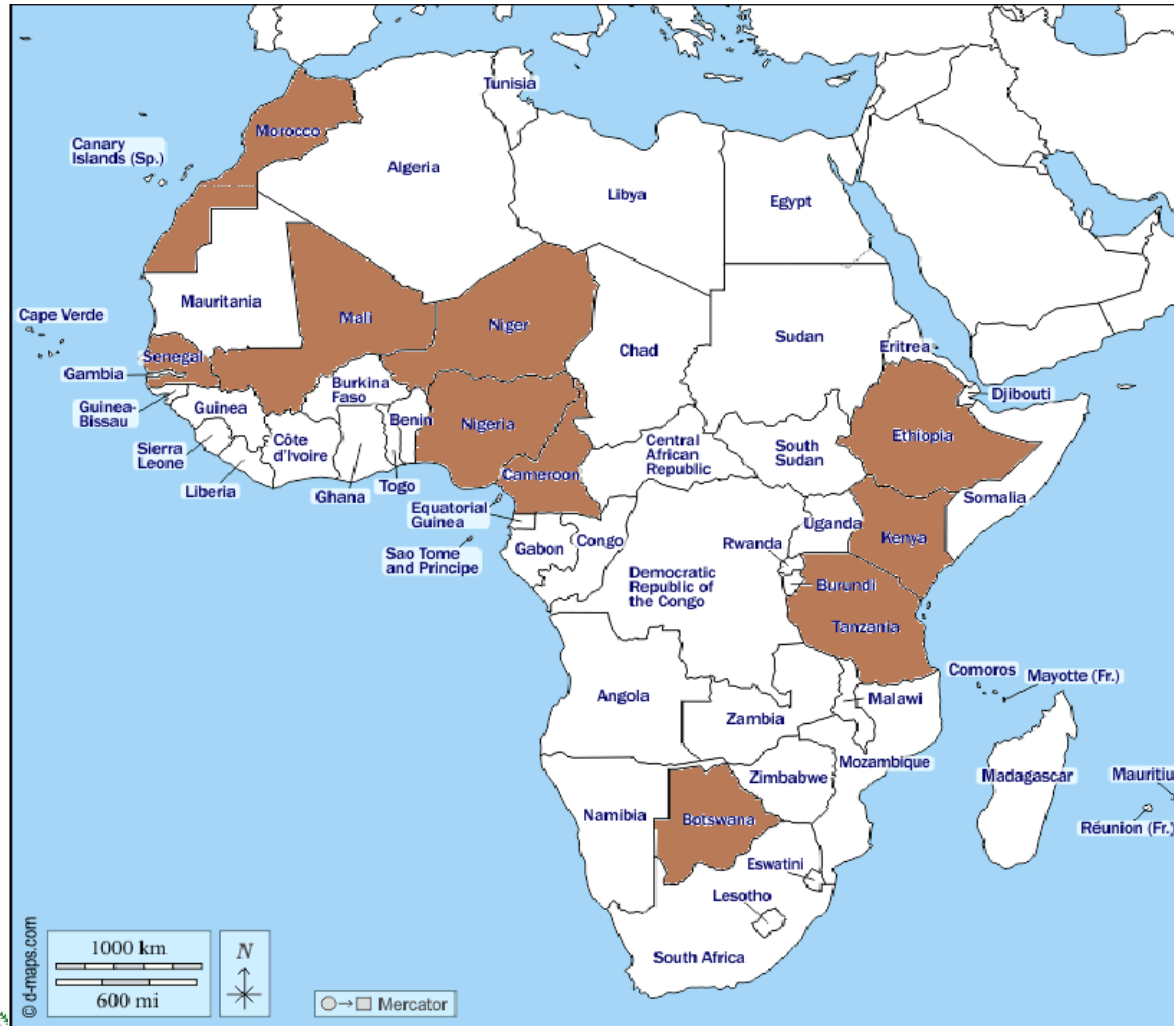 Tunisia
Morocco
Canary
Islands (Sp.)
Algeria
Libya
Egypt
Mauritania
Cape Verde
Mali
Niger
Chad
Sudan
Eritrea
Senegal
Gambia
Guinea-
Bissau
Guinea
Burkina
Faso
Benin
Nigeria
Djibouti
Ethiopia
Sierra
Leone
Côte
d'Ivoire
Central
African
Republic
South
Sudan
Liberia
Ghana
Togo
Cameroon
Somalia
Equatorial
Guinea
Uganda
Kenya
Sao Tome
and Principe
Gabon
Congo
Rwanda
Democratic
Republic of
the Congo
Burundi
Tanzania
Comoros
Mayotte (Fr.)
Angola
Malawi
Zambia
Mozambique
Madagascar
Mauritiu
Zimbabwe
Namibia
Botswana
Réunion (Fr.)
Eswatini
Lesotho
South Africa
© d-maps.com
1000 km
600 mi
N
Mercator